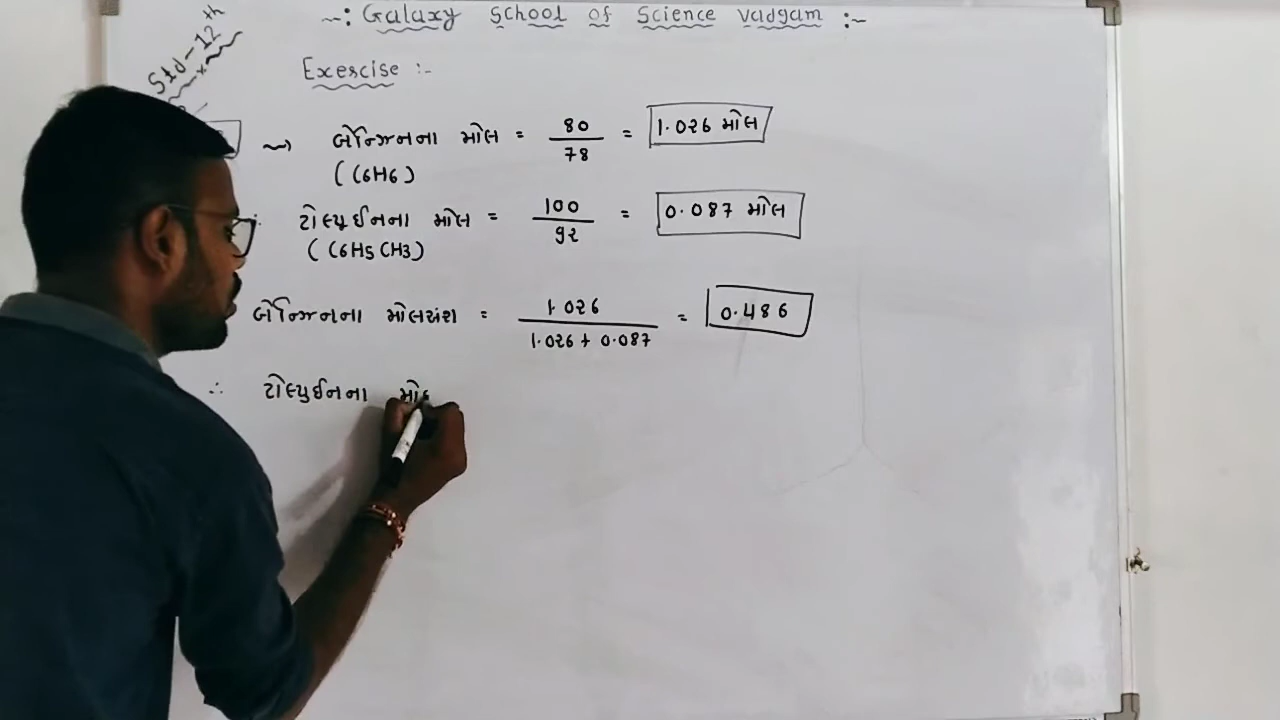 ~: Galaxy School of Science Vadgam :~
Std-12th
Exercise :-
બેન્ઝિનના મોલ = 80/78 = 1.026 મોલ
(C6H6)
ટોલ્યુઈનના મોલ = 100/92 = 0.087 મોલ
(C6H5CH3)
બેન્ઝિનના મોલઅંશ = 1.026/1.026 + 0.087 = 0.486
∴ ટોલ્યુઈનના